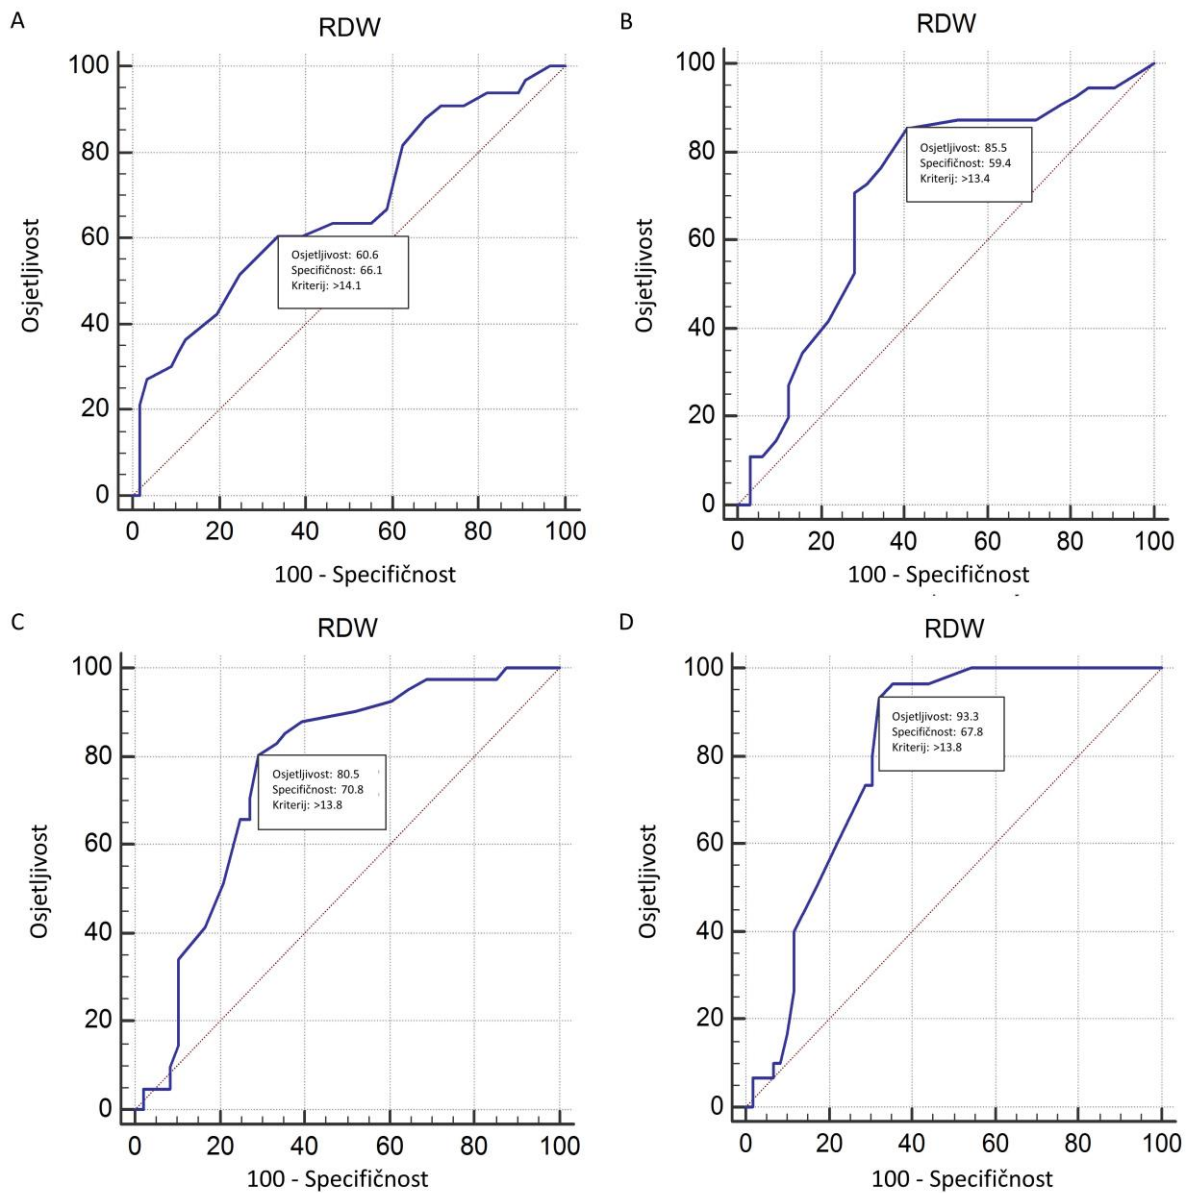 A
RDW
100
80
60
40
20
0
Osjetljivost
Osjetljivost: 60.6
Specifičnost: 66.1
Kriterij: >14.1
0 20 40 60 80 100
100 - Specifičnost
B
RDW
100
80
60
40
20
0
Osjetljivost
Osjetljivost: 85.5
Specifičnost: 59.4
Kriterij: >13.4
0 20 40 60 80 100
100 - Specifičnost
C
RDW
100
80
60
40
20
0
Osjetljivost
Osjetljivost: 80.5
Specifičnost: 70.8
Kriterij: >13.8
0 20 40 60 80 100
100 - Specifičnost
D
RDW
100
80
60
40
20
0
Osjetljivost
Osjetljivost: 93.3
Specifičnost: 67.8
Kriterij: >13.8
0 20 40 60 80 100
100 - Specifičnost